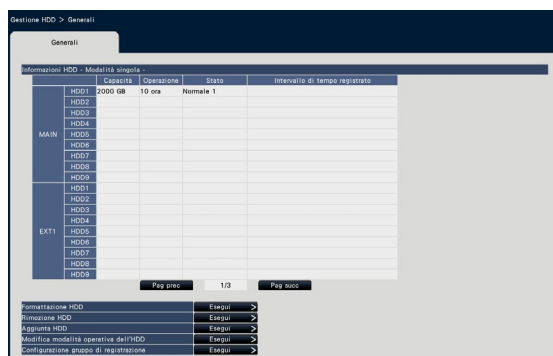 Gestione HDD > Generali
Generali
Informazioni HDD - Modalità singola -
Capacità Operazione Stato Intervallo di tempo registrato
MAIN
HDD1 2000 GB 10 ora Normale 1
HDD2
HDD3
HDD4
HDD5
HDD6
HDD7
HDD8
HDD9
EXT1
HDD1
HDD2
HDD3
HDD4
HDD5
HDD6
HDD7
HDD8
HDD9
Pag prec 1/3 Pag succ
Formattazione HDD Esegui >
Rimozione HDD Esegui >
Aggiunta HDD Esegui >
Modifica modalità operativa dell'HDD Esegui >
Configurazione gruppo di registrazione Esegui >